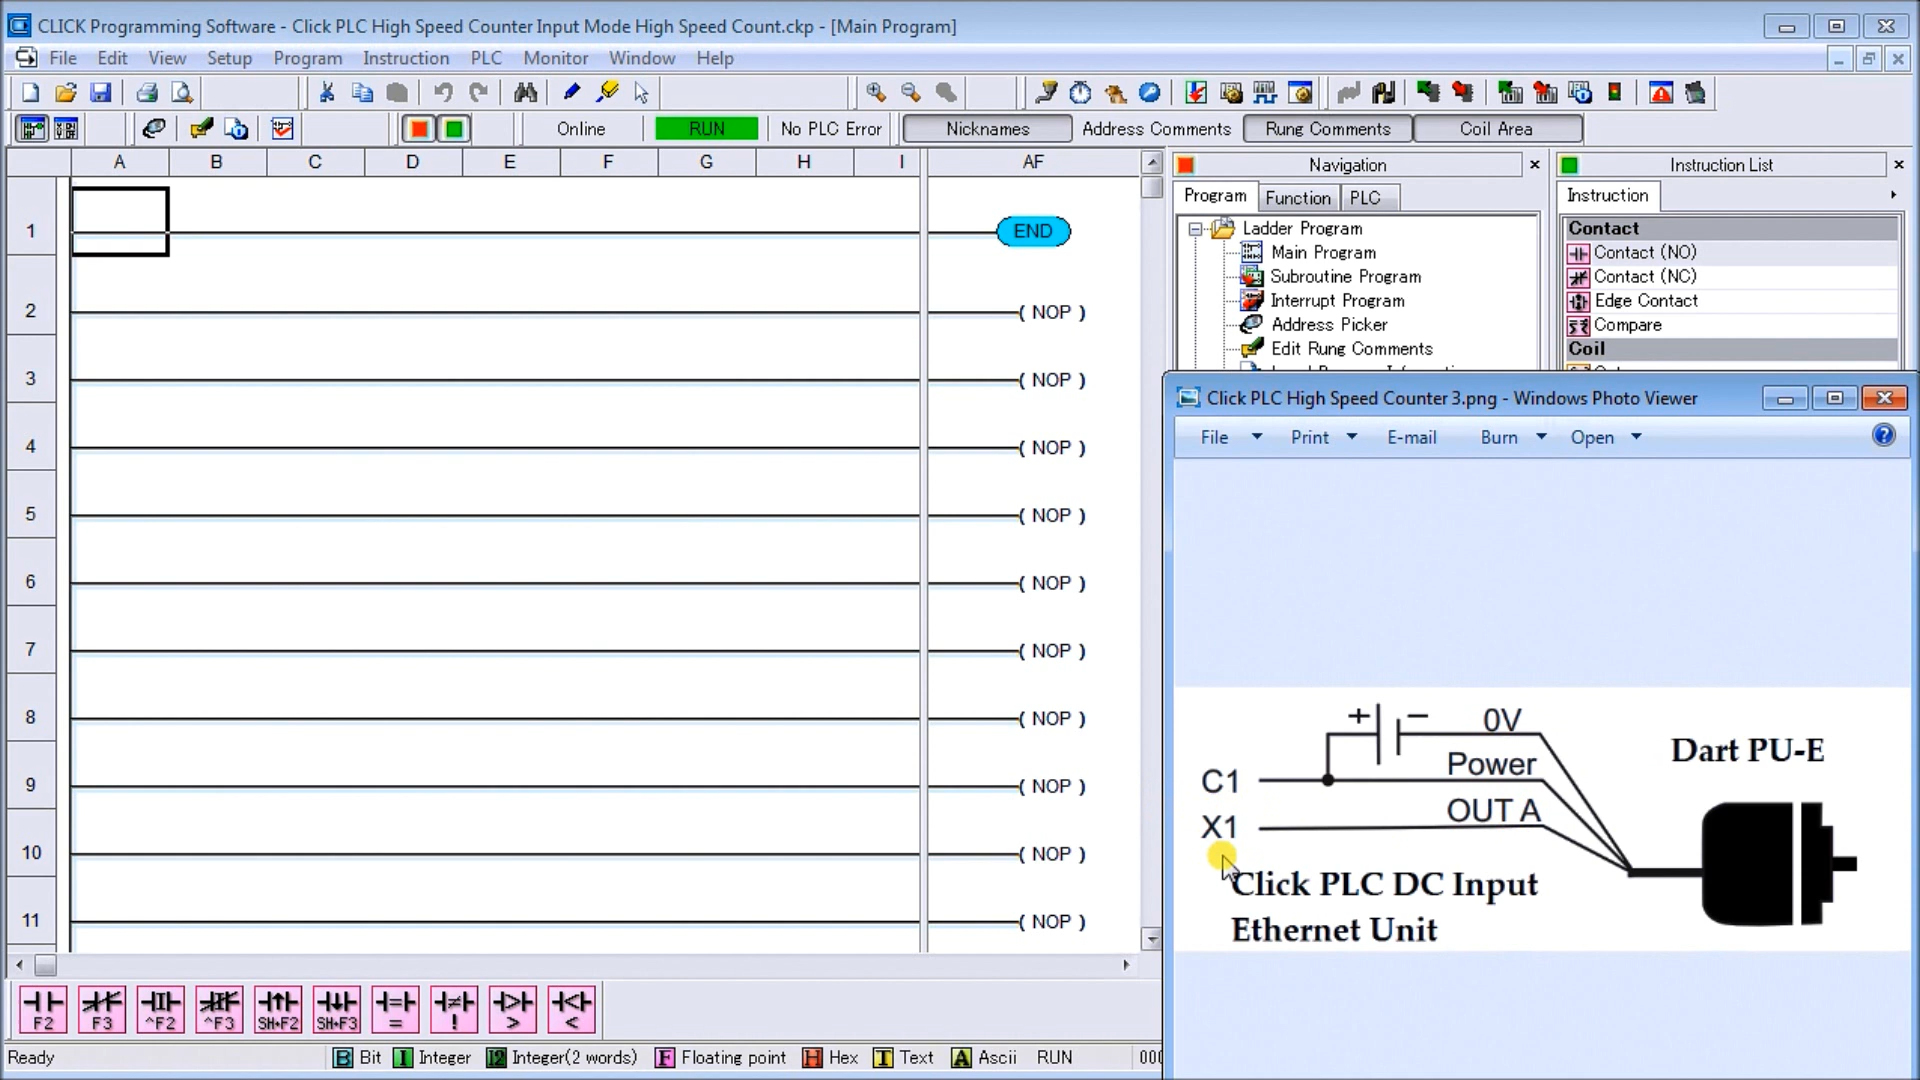 CLICK Programming Software - Click PLC High Speed Counter Input Mode High Speed Count.ckp - [Main Program]
File Edit View Setup Program Instruction PLC Monitor Window Help
Online RUN No PLC Error Nicknames Address Comments Rung Comments Coil Area
A B C D E F G H I AF
1 END
2 ( NOP )
3 ( NOP )
4 ( NOP )
5 ( NOP )
6 ( NOP )
7 ( NOP )
8 ( NOP )
9 ( NOP )
10 ( NOP )
11 ( NOP )
Navigation
Program Function PLC
Ladder Program
Main Program
Subroutine Program
Interrupt Program
Address Picker
Edit Rung Comments
Instruction List
Instruction
Contact
Contact (NO)
Contact (NC)
Edge Contact
Compare
Coil
Click PLC High Speed Counter 3.png - Windows Photo Viewer
File Print E-mail Burn Open
+ - 0V
Power
C1
OUT A
X1
Dart PU-E
Click PLC DC Input
Ethernet Unit
F2 F3 ^F2 ^F3 SH+F2 SH+F3 = ! > <
Ready B Bit I Integer I2 Integer(2 words) F Floating point H Hex T Text A Ascii RUN